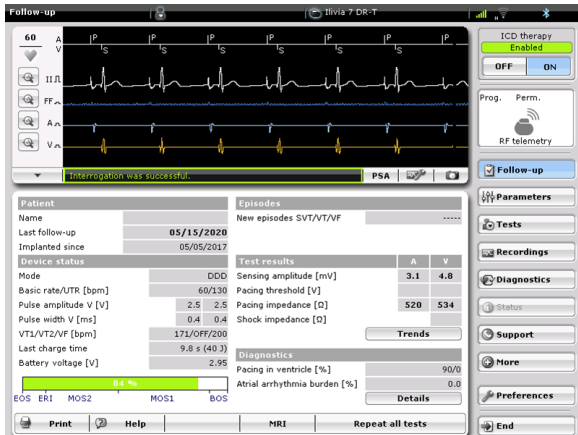 Follow-up
Ilivia 7 DR-T
60
A
V
P P P P P P P
S S S S S S
II
FF
A
V
Interrogation was successful.
PSA
Patient
Name
Last follow-up 05/15/2020
Implanted since 05/05/2017
Device status
Mode DDD
Basic rate/UTR [bpm] 60/130
Pulse amplitude V [V] 2.5 2.5
Pulse width V [ms] 0.4 0.4
VT1/VT2/VF [bpm] 171/OFF/200
Last charge time 9.8 s (40 J)
Battery voltage [V] 2.95
84 %
EOS ERI MOS2 MOS1 BOS
Episodes
New episodes SVT/VT/VF -----
Test results A V
Sensing amplitude [mV] 3.1 4.8
Pacing threshold [V]
Pacing impedance [Ω] 520 534
Shock impedance [Ω]
Trends
Diagnostics
Pacing in ventricle [%] 90/0
Atrial arrhythmia burden [%] 0.0
Details
Print
Help
MRI
Repeat all tests
ICD therapy
Enabled
OFF ON
Prog. Perm.
RF telemetry
Follow-up
Parameters
Tests
Recordings
Diagnostics
Status
Support
More
Preferences
End